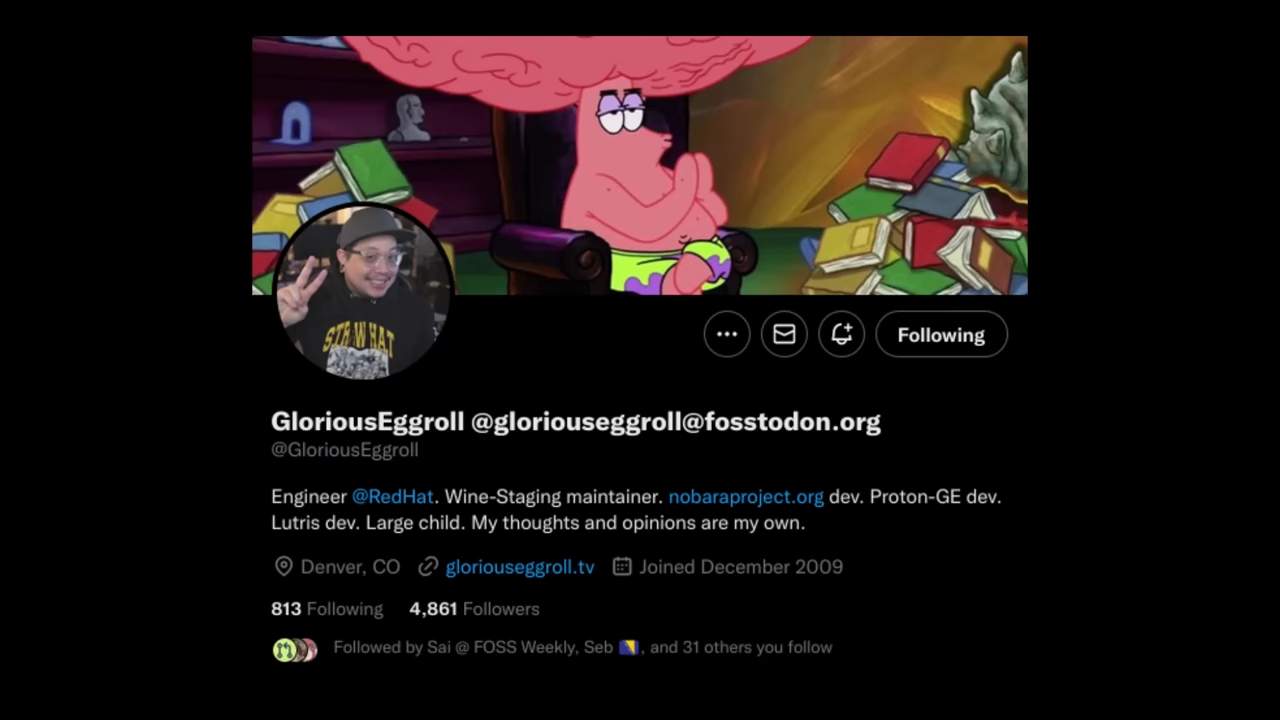 STR W HAT
Following
GloriousEggroll @gloriouseggroll@fosstodon.org
@GloriousEggroll
Engineer @RedHat. Wine-Staging maintainer. nobaraproject.org dev. Proton-GE dev.
Lutris dev. Large child. My thoughts and opinions are my own.
Denver, CO gloriouseggroll.tv Joined December 2009
813 Following 4,861 Followers
Followed by Sai @ FOSS Weekly, Seb 🇧🇦, and 31 others you follow